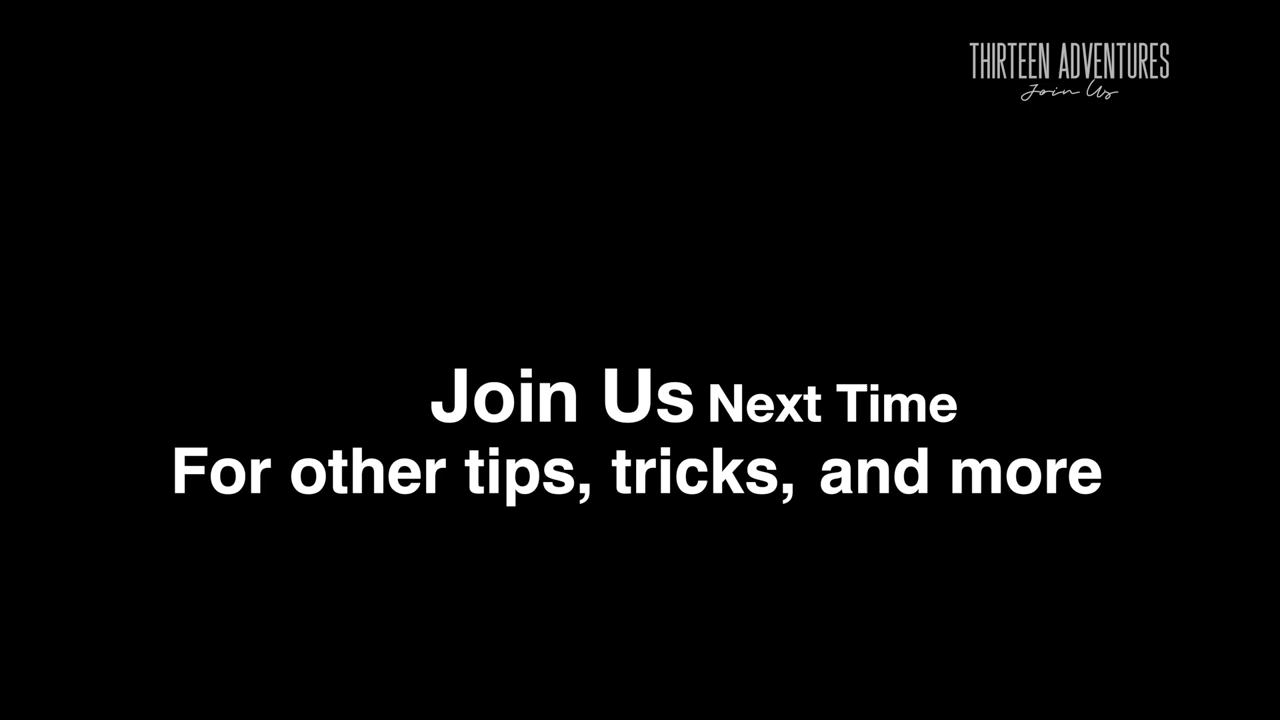 THIRTEEN ADVENTURES
Join Us
Join Us Next Time
For other tips, tricks, and more